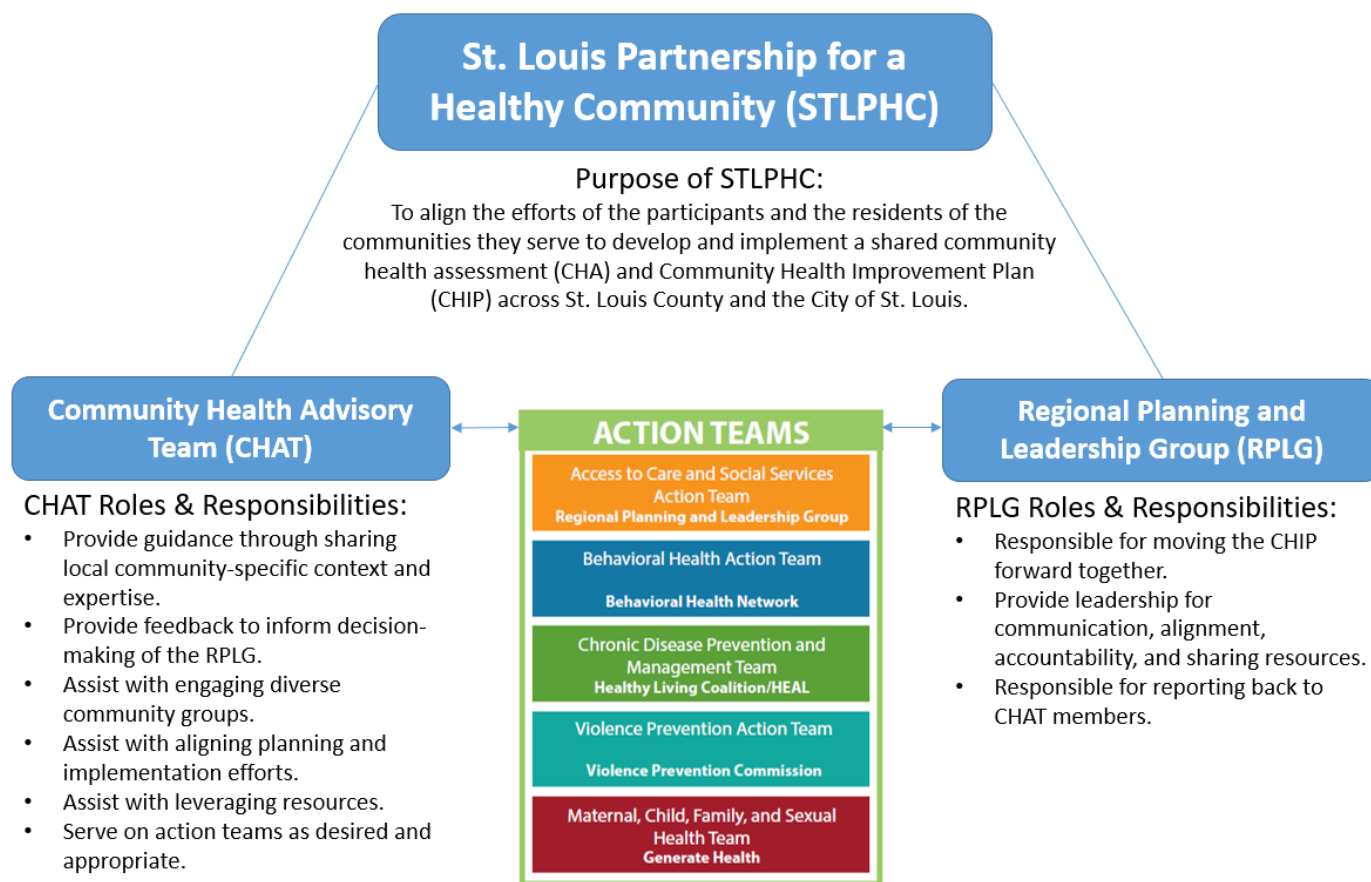 St. Louis Partnership for a
Healthy Community (STLPHC)
Purpose of STLPHC:
To align the efforts of the participants and the residents of the
communities they serve to develop and implement a shared community
health assessment (CHA) and Community Health Improvement Plan
(CHIP) across St. Louis County and the City of St. Louis.
Community Health Advisory
Team (CHAT)
CHAT Roles & Responsibilities:
• Provide guidance through sharing
local community-specific context and
expertise.
• Provide feedback to inform decision-
making of the RPLG.
• Assist with engaging diverse
community groups.
• Assist with aligning planning and
implementation efforts.
• Assist with leveraging resources.
• Serve on action teams as desired and
appropriate.
ACTION TEAMS
Access to Care and Social Services
Action Team
Regional Planning and Leadership Group
Behavioral Health Action Team
Behavioral Health Network
Chronic Disease Prevention and
Management Team
Healthy Living Coalition/HEAL
Violence Prevention Action Team
Violence Prevention Commission
Maternal, Child, Family, and Sexual
Health Team
Generate Health
Regional Planning and
Leadership Group (RPLG)
RPLG Roles & Responsibilities:
• Responsible for moving the CHIP
forward together.
• Provide leadership for
communication, alignment,
accountability, and sharing resources.
• Responsible for reporting back to
CHAT members.